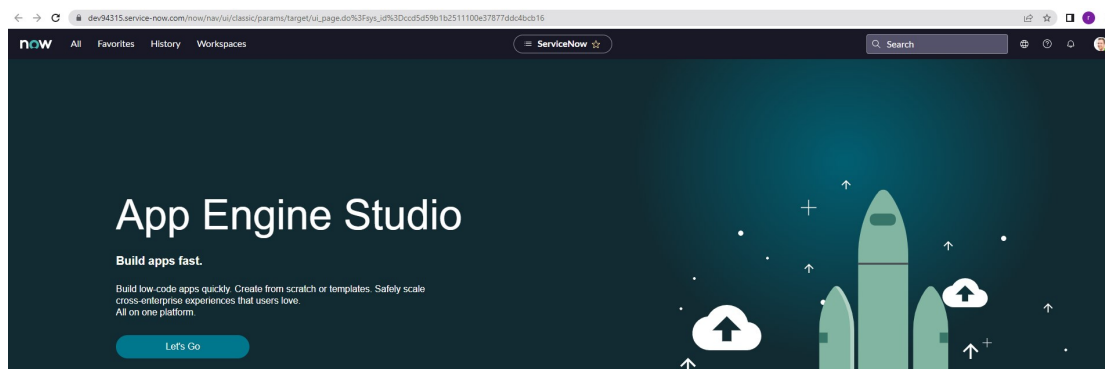 dev94315.service-now.com/now/nav/ui/classic/params/target/ui_page.do%3Fsys_id%3Dccd5d59b1b2511100e37877ddc4bcb16
now All Favorites History Workspaces ServiceNow Search
App Engine Studio
Build apps fast.
Build low-code apps quickly. Create from scratch or templates. Safely scale
cross-enterprise experiences that users love.
All on one platform.
Let's Go